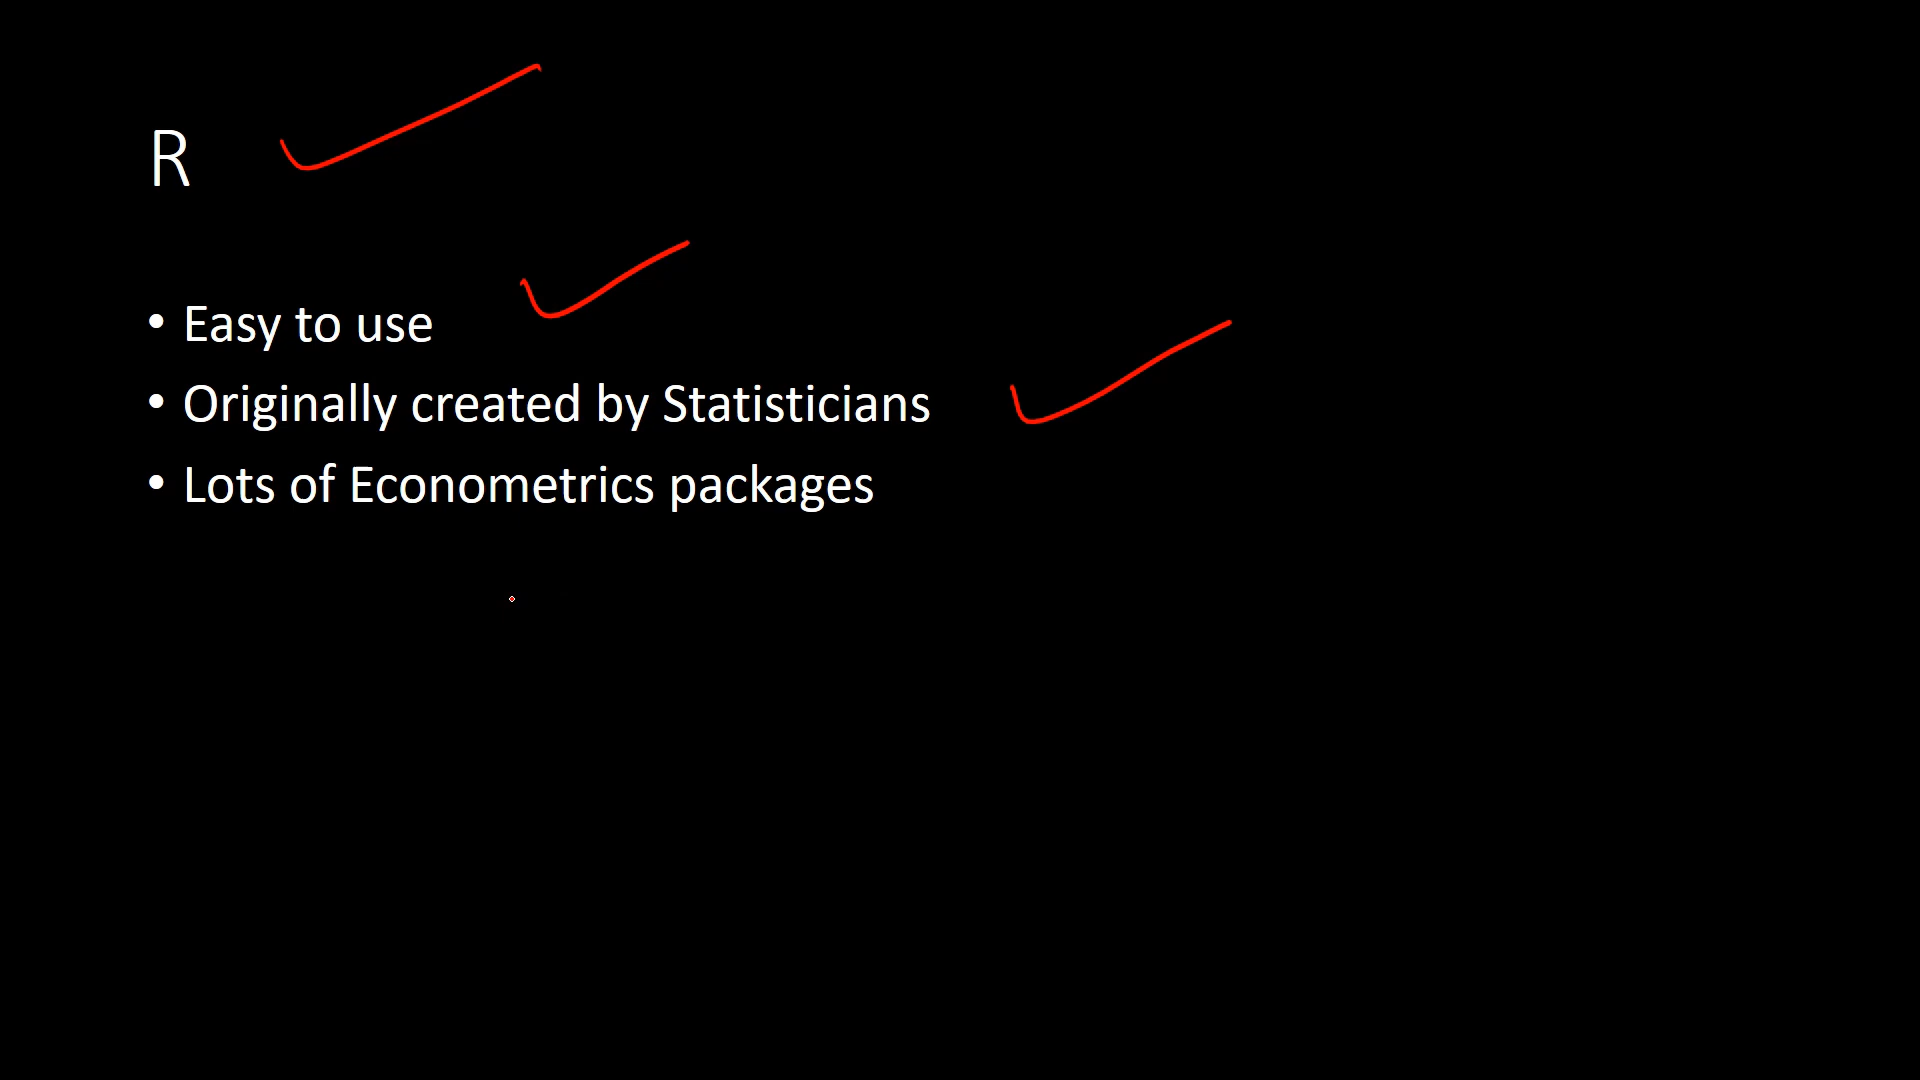 R
• Easy to use
• Originally created by Statisticians
• Lots of Econometrics packages